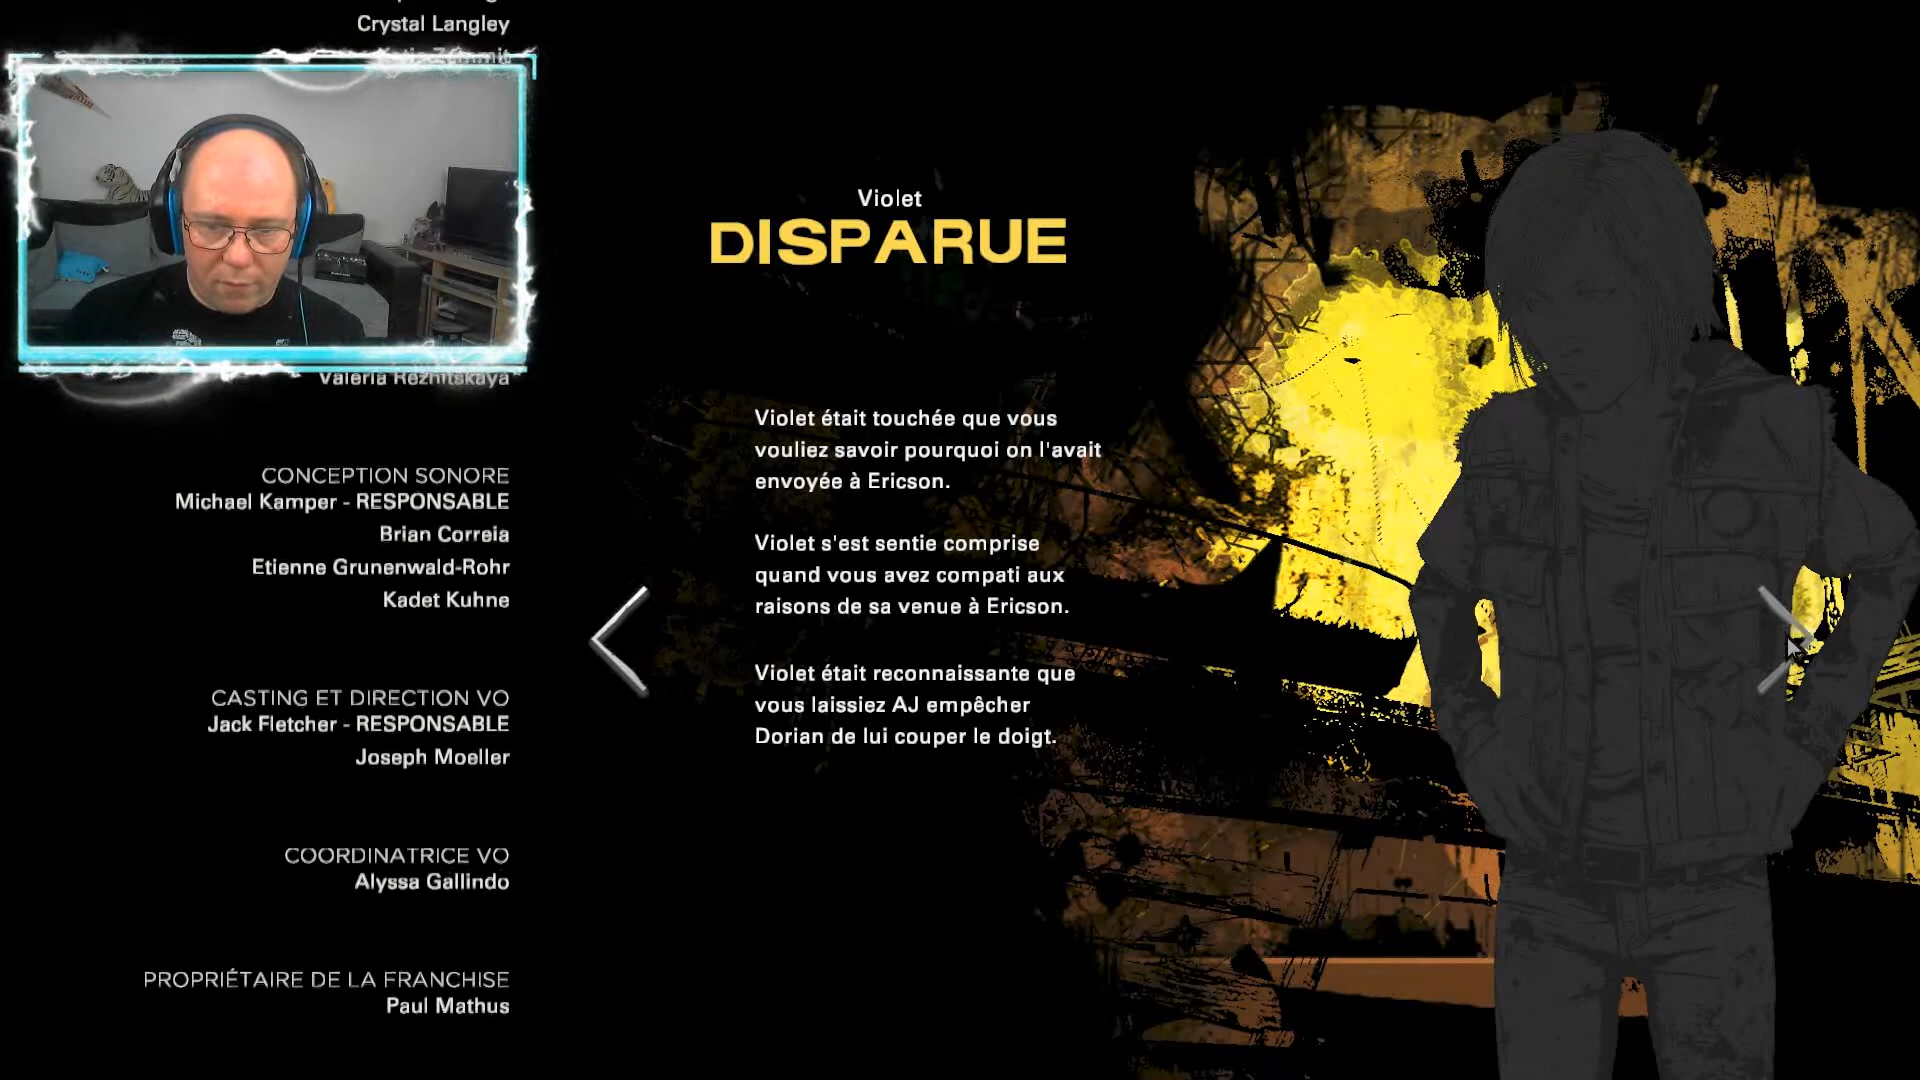 Crystal Langley
Valeria Reznitskaya
CONCEPTION SONORE
Michael Kamper - RESPONSABLE
Brian Correia
Etienne Grunenwald-Rohr
Kadet Kuhne
CASTING ET DIRECTION VO
Jack Fletcher - RESPONSABLE
Joseph Moeller
COORDINATRICE VO
Alyssa Gallindo
PROPRIÉTAIRE DE LA FRANCHISE
Paul Mathus
Violet
DISPARUE
Violet était touchée que vous
vouliez savoir pourquoi on l'avait
envoyée à Ericson.
Violet s'est sentie comprise
quand vous avez compati aux
raisons de sa venue à Ericson.
Violet était reconnaissante que
vous laissiez AJ empêcher
Dorian de lui couper le doigt.